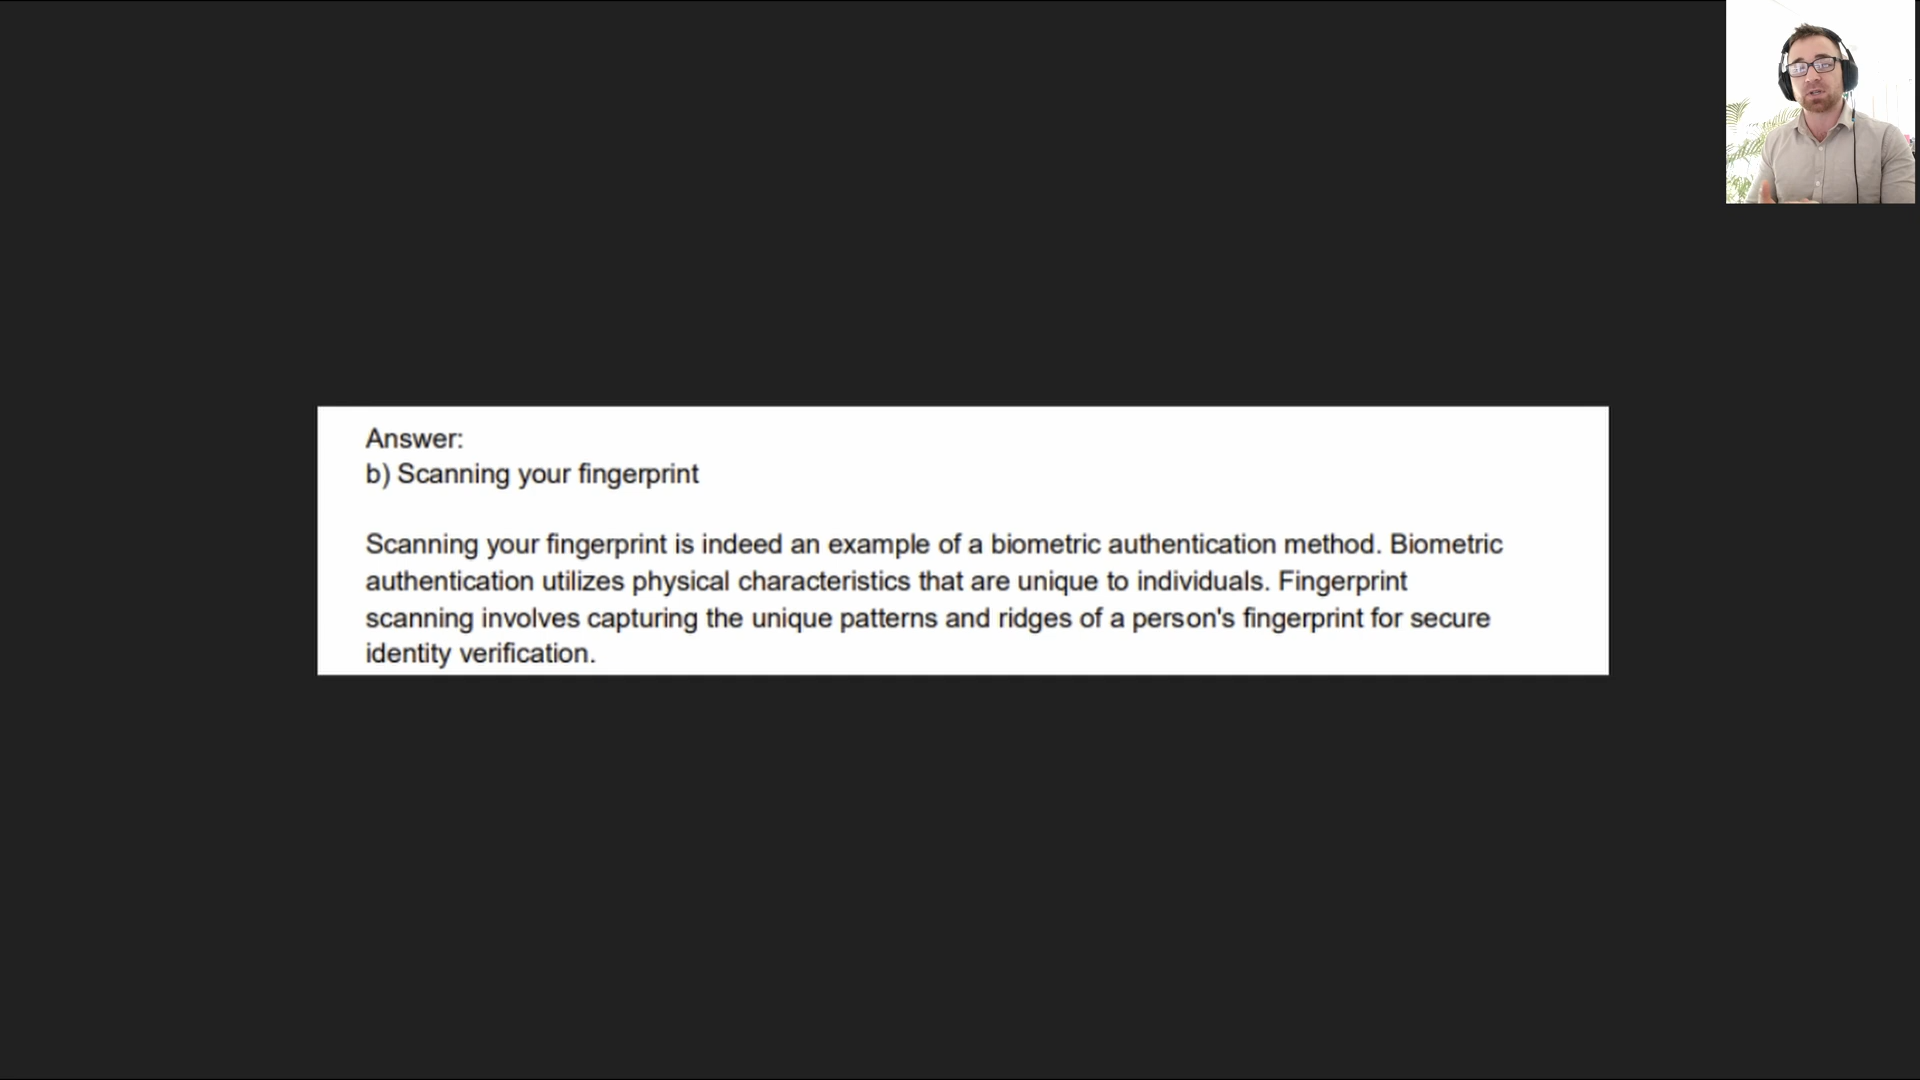 Answer:
b) Scanning your fingerprint
Scanning your fingerprint is indeed an example of a biometric authentication method. Biometric
authentication utilizes physical characteristics that are unique to individuals. Fingerprint
scanning involves capturing the unique patterns and ridges of a person's fingerprint for secure
identity verification.